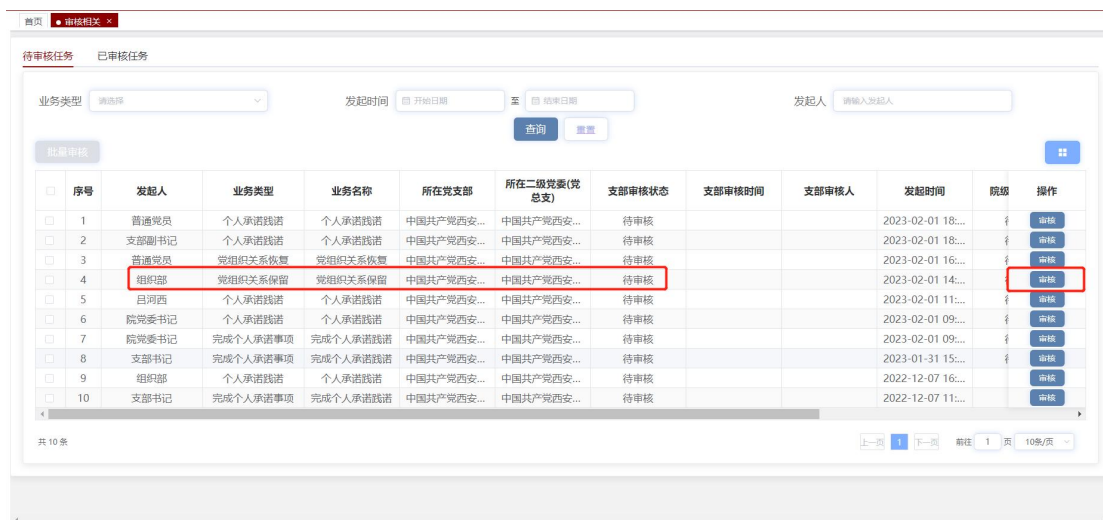 首页 ● 审核相关 ×
待审核任务 已审核任务
业务类型 请选择 发起时间 开始日期 至 结束日期 发起人 请输入发起人
查询 重置
批量审核
序号 发起人 业务类型 业务名称 所在党支部 所在二级党委(党总支) 支部审核状态 支部审核时间 支部审核人 发起时间 院级 操作
1 普通党员 个人承诺践诺 个人承诺践诺 中国共产党西安... 中国共产党西安... 待审核 2023-02-01 18:... 审核
2 支部副书记 个人承诺践诺 个人承诺践诺 中国共产党西安... 中国共产党西安... 待审核 2023-02-01 18:... 审核
3 普通党员 党组织关系恢复 党组织关系恢复 中国共产党西安... 中国共产党西安... 待审核 2023-02-01 16:... 审核
4 组织部 党组织关系保留 党组织关系保留 中国共产党西安... 中国共产党西安... 待审核 2023-02-01 14:... 审核
5 吕河西 个人承诺践诺 个人承诺践诺 中国共产党西安... 中国共产党西安... 待审核 2023-02-01 11:... 审核
6 院党委书记 个人承诺践诺 个人承诺践诺 中国共产党西安... 中国共产党西安... 待审核 2023-02-01 09:... 审核
7 院党委书记 完成个人承诺事项 完成个人承诺践诺 中国共产党西安... 中国共产党西安... 待审核 2023-02-01 09:... 审核
8 支部书记 完成个人承诺事项 完成个人承诺践诺 中国共产党西安... 中国共产党西安... 待审核 2023-01-31 15:... 审核
9 组织部 个人承诺践诺 个人承诺践诺 中国共产党西安... 中国共产党西安... 待审核 2022-12-07 16:... 审核
10 支部书记 完成个人承诺事项 完成个人承诺践诺 中国共产党西安... 中国共产党西安... 待审核 2022-12-07 11:... 审核
共 10 条 上一页 1 下一页 前往 1 页 10条/页